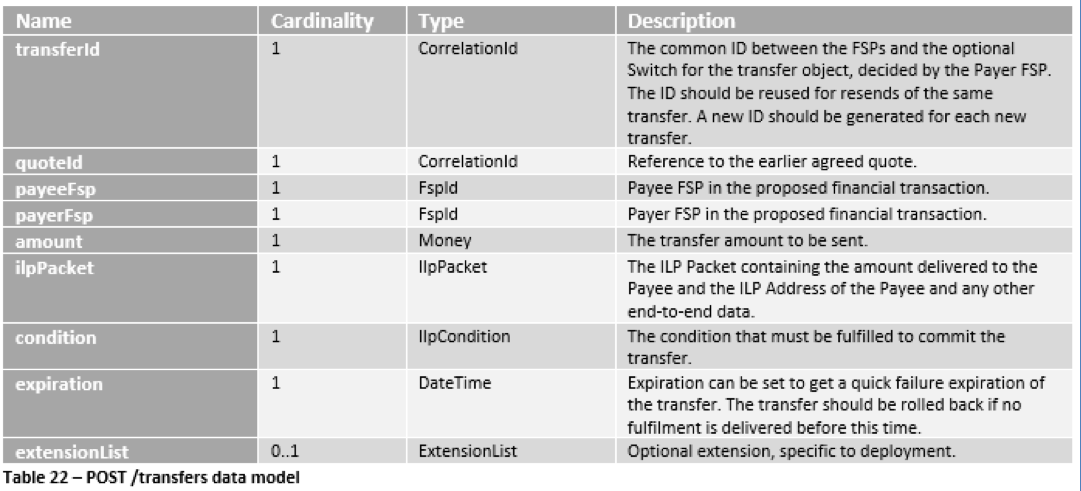 Name Cardinality Type Description
transferId 1 CorrelationId The common ID between the FSPs and the optional
Switch for the transfer object, decided by the Payer FSP.
The ID should be reused for resends of the same
transfer. A new ID should be generated for each new
transfer.
quoteId 1 CorrelationId Reference to the earlier agreed quote.
payeeFsp 1 FspId Payee FSP in the proposed financial transaction.
payerFsp 1 FspId Payer FSP in the proposed financial transaction.
amount 1 Money The transfer amount to be sent.
ilpPacket 1 IlpPacket The ILP Packet containing the amount delivered to the
Payee and the ILP Address of the Payee and any other
end-to-end data.
condition 1 IlpCondition The condition that must be fulfilled to commit the
transfer.
expiration 1 DateTime Expiration can be set to get a quick failure expiration of
the transfer. The transfer should be rolled back if no
fulfilment is delivered before this time.
extensionList 0..1 ExtensionList Optional extension, specific to deployment.
Table 22 – POST /transfers data model